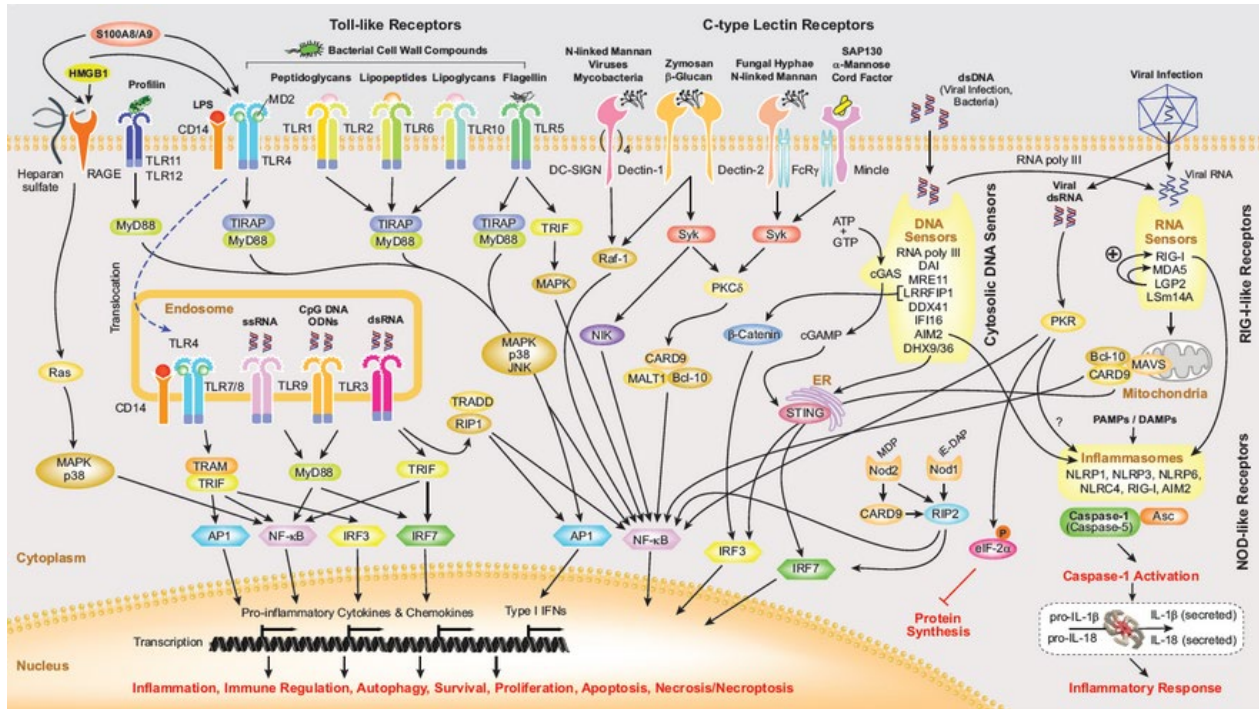 Toll-like Receptors
C-type Lectin Receptors
S100A8/A9
HMGB1
Bacterial Cell Wall Compounds
Profilin
LPS
CD14
MD2
Peptidoglycans
Lipopeptides
Lipoglycans
Flagellin
TLR1
TLR2
TLR6
TLR10
TLR5
TLR4
TLR11
TLR12
Heparan
sulfate
RAGE
N-linked Mannan
Viruses
Mycobacteria
Zymosan
β-Glucan
Fungal Hyphae
N-linked Mannan
SAP130
α-Mannose
Cord Factor
4
DC-SIGN
Dectin-1
Dectin-2
FcRγ
Mincle
dsDNA
(Viral Infection,
Bacteria)
Viral Infection
RNA poly III
Viral RNA
Viral
dsRNA
MyD88
TIRAP
MyD88
TIRAP
MyD88
TIRAP
MyD88
TRIF
MAPK
Raf-1
Syk
Syk
ATP
+
GTP
cGAS
DNA
Sensors
RNA poly III
DAI
MRE11
LRRFIP1
DDX41
IFI16
AIM2
DHX9/36
Cytosolic DNA Sensors
RNA
Sensors
RIG-I
MDA5
LGP2
LSm14A
+
RIG-I-like Receptors
PKR
PKCδ
NIK
β-Catenin
cGAMP
CARD9
MALT1
Bcl-10
ER
STING
Bcl-10
CARD9
MAVS
Mitochondria
Translocation
Endosome
TLR4
CD14
ssRNA
TLR7/8
CpG DNA
ODNs
TLR9
dsRNA
TLR3
MAPK
p38
JNK
Ras
TRADD
RIP1
MAPK
p38
TRAM
TRIF
MyD88
TRIF
MDP
Nod2
iE-DAP
Nod1
CARD9
RIP2
?
PAMPs / DAMPs
Inflammasomes
NLRP1, NLRP3, NLRP6,
NLRC4, RIG-I, AIM2
NOD-like Receptors
Caspase-1
(Caspase-5)
Asc
AP1
NF-κB
IRF3
IRF7
AP1
NF-κB
IRF3
IRF7
P
eIF-2α
Protein
Synthesis
Caspase-1 Activation
pro-IL-1β
pro-IL-18
IL-1β (secreted)
IL-18 (secreted)
Inflammatory Response
Cytoplasm
Pro-inflammatory Cytokines & Chemokines
Type I IFNs
Transcription
Nucleus
Inflammation, Immune Regulation, Autophagy, Survival, Proliferation, Apoptosis, Necrosis/Necroptosis